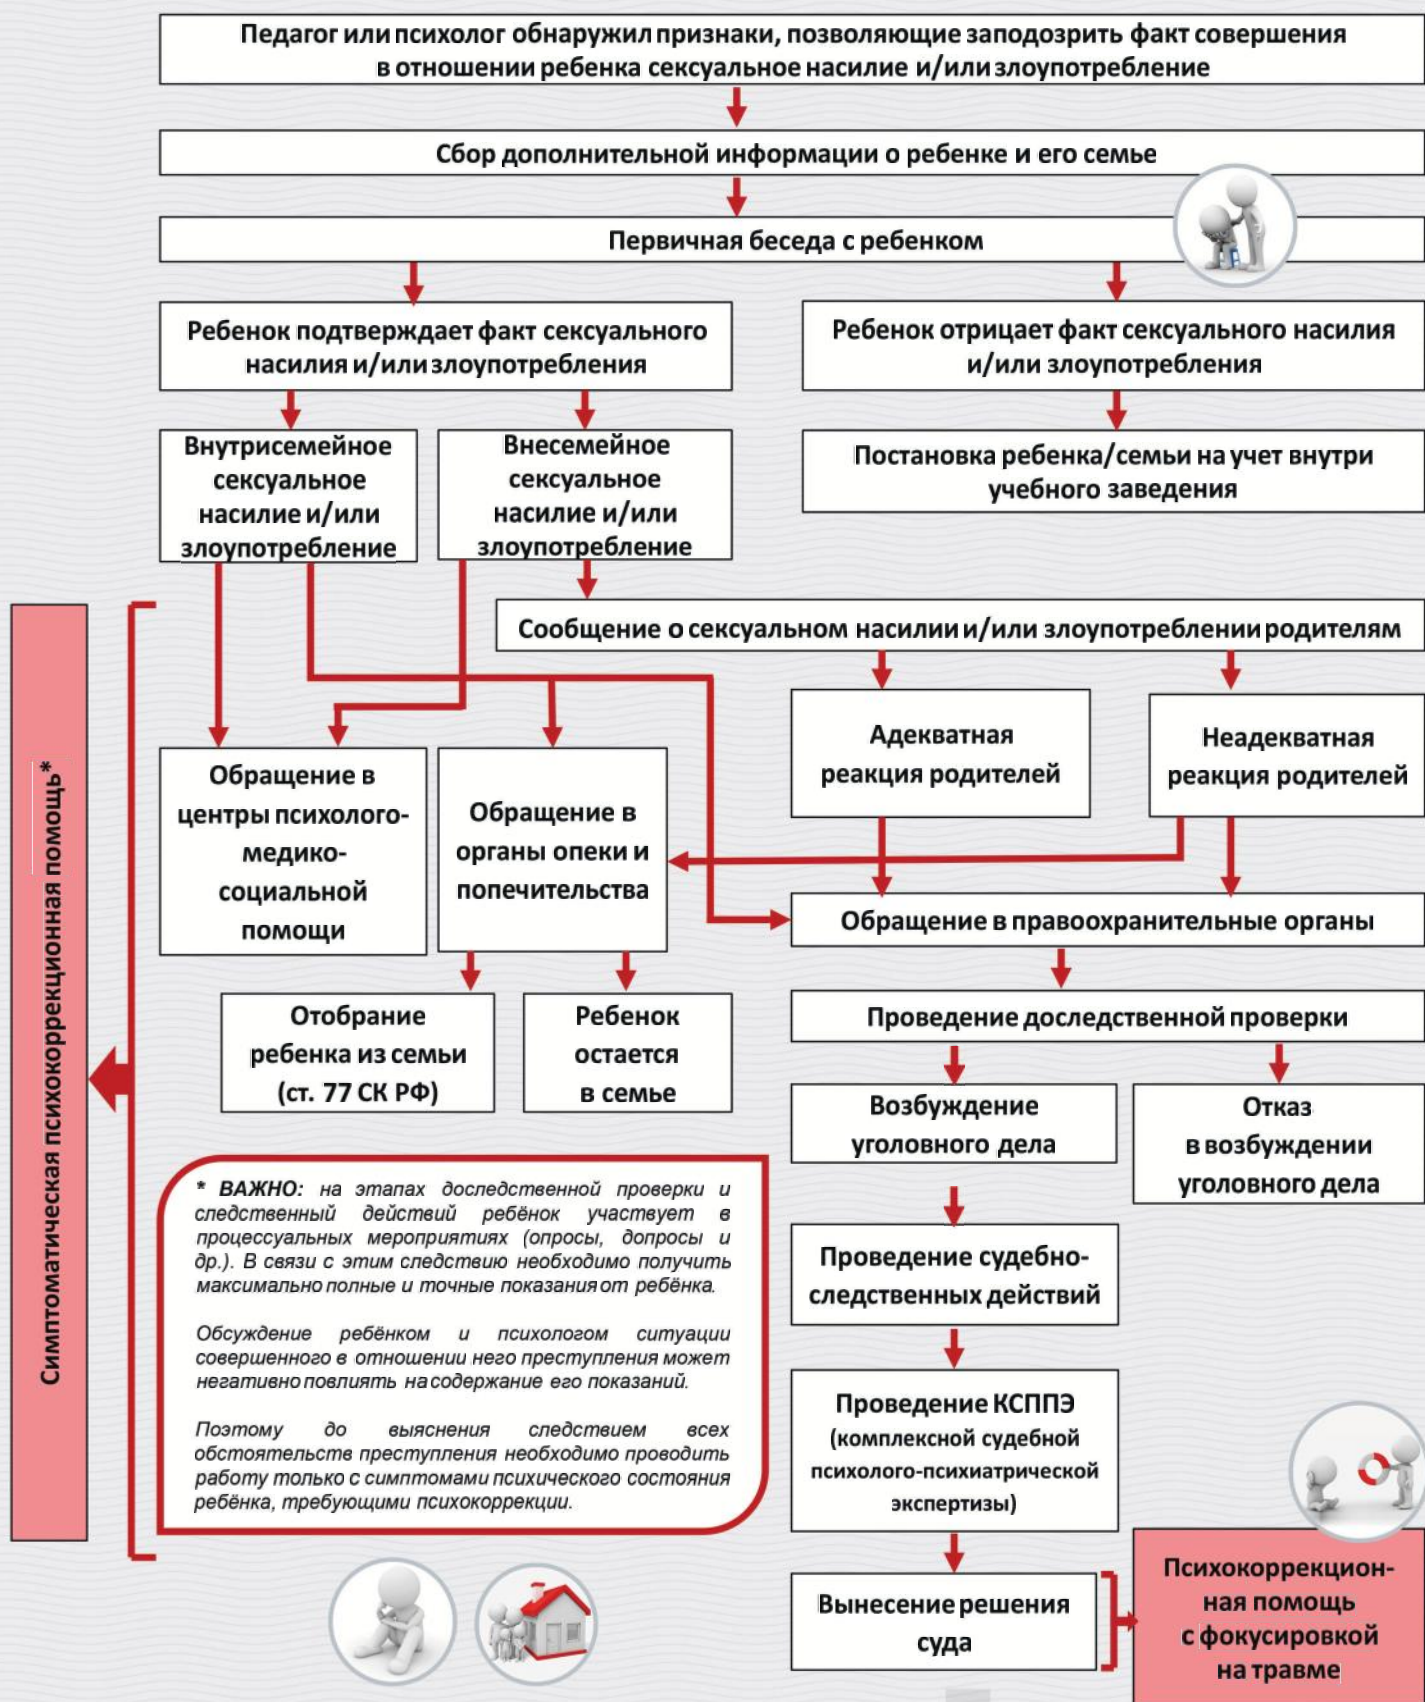 Педагог или психолог обнаружил признаки, позволяющие заподозрить факт совершения
в отношении ребенка сексуальное насилие и/или злоупотребление
Сбор дополнительной информации о ребенке и его семье
Первичная беседа с ребенком
Ребенок подтверждает факт сексуального
насилия и/или злоупотребления
Ребенок отрицает факт сексуального насилия
и/или злоупотребления
Внутрисемейное
сексуальное
насилие и/или
злоупотребление
Внесемейное
сексуальное
насилие и/или
злоупотребление
Постановка ребенка/семьи на учет внутри
учебного заведения
Сообщение о сексуальном насилии и/или злоупотреблении родителям
Адекватная
реакция родителей
Неадекватная
реакция родителей
Обращение в
центры психолого-
медико-
социальной
помощи
Обращение в
органы опеки и
попечительства
Обращение в правоохранительные органы
Отобрание
ребенка из семьи
(ст. 77 СК РФ)
Ребенок
остается
в семье
Проведение доследственной проверки
Возбуждение
уголовного дела
Отказ
в возбуждении
уголовного дела
Симптоматическая психокоррекционная помощь*
* ВАЖНО: на этапах доследственной проверки и
следственный действий ребёнок участвует в
процессуальных мероприятиях (опросы, допросы и
др.). В связи с этим следствию необходимо получить
максимально полные и точные показания от ребёнка.
Обсуждение ребёнком и психологом ситуации
совершенного в отношении него преступления может
негативно повлиять на содержание его показаний.
Поэтому до выяснения следствием всех
обстоятельств преступления необходимо проводить
работу только с симптомами психического состояния
ребёнка, требующими психокоррекции.
Проведение судебно-
следственных действий
Проведение КСППЭ
(комплексной судебной
психолого-психиатрической
экспертизы)
Вынесение решения
суда
Психокоррекцион-
ная помощь
с фокусировкой
на травме